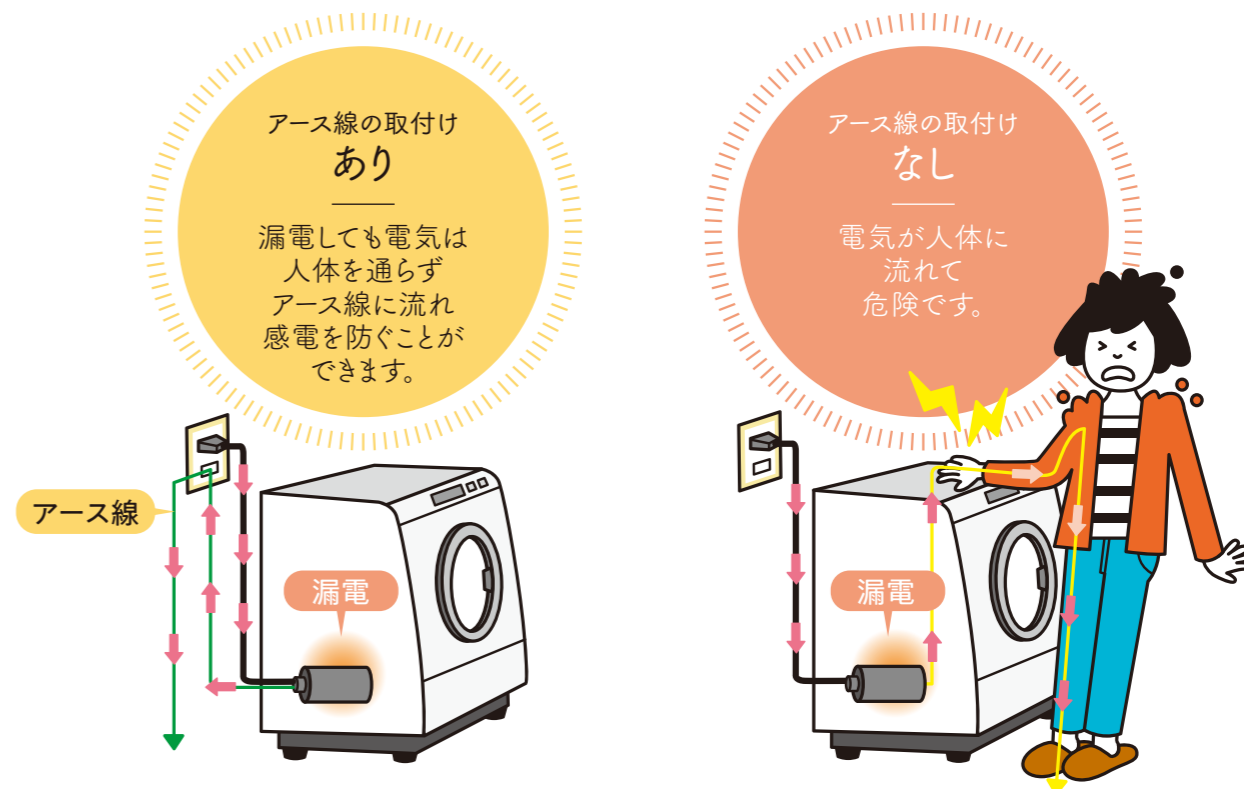 アース線の取付け
あり
漏電しても電気は
人体を通らず
アース線に流れ
感電を防ぐことが
できます。
アース線
漏電
アース線の取付け
なし
電気が人体に
流れて
危険です。
漏電